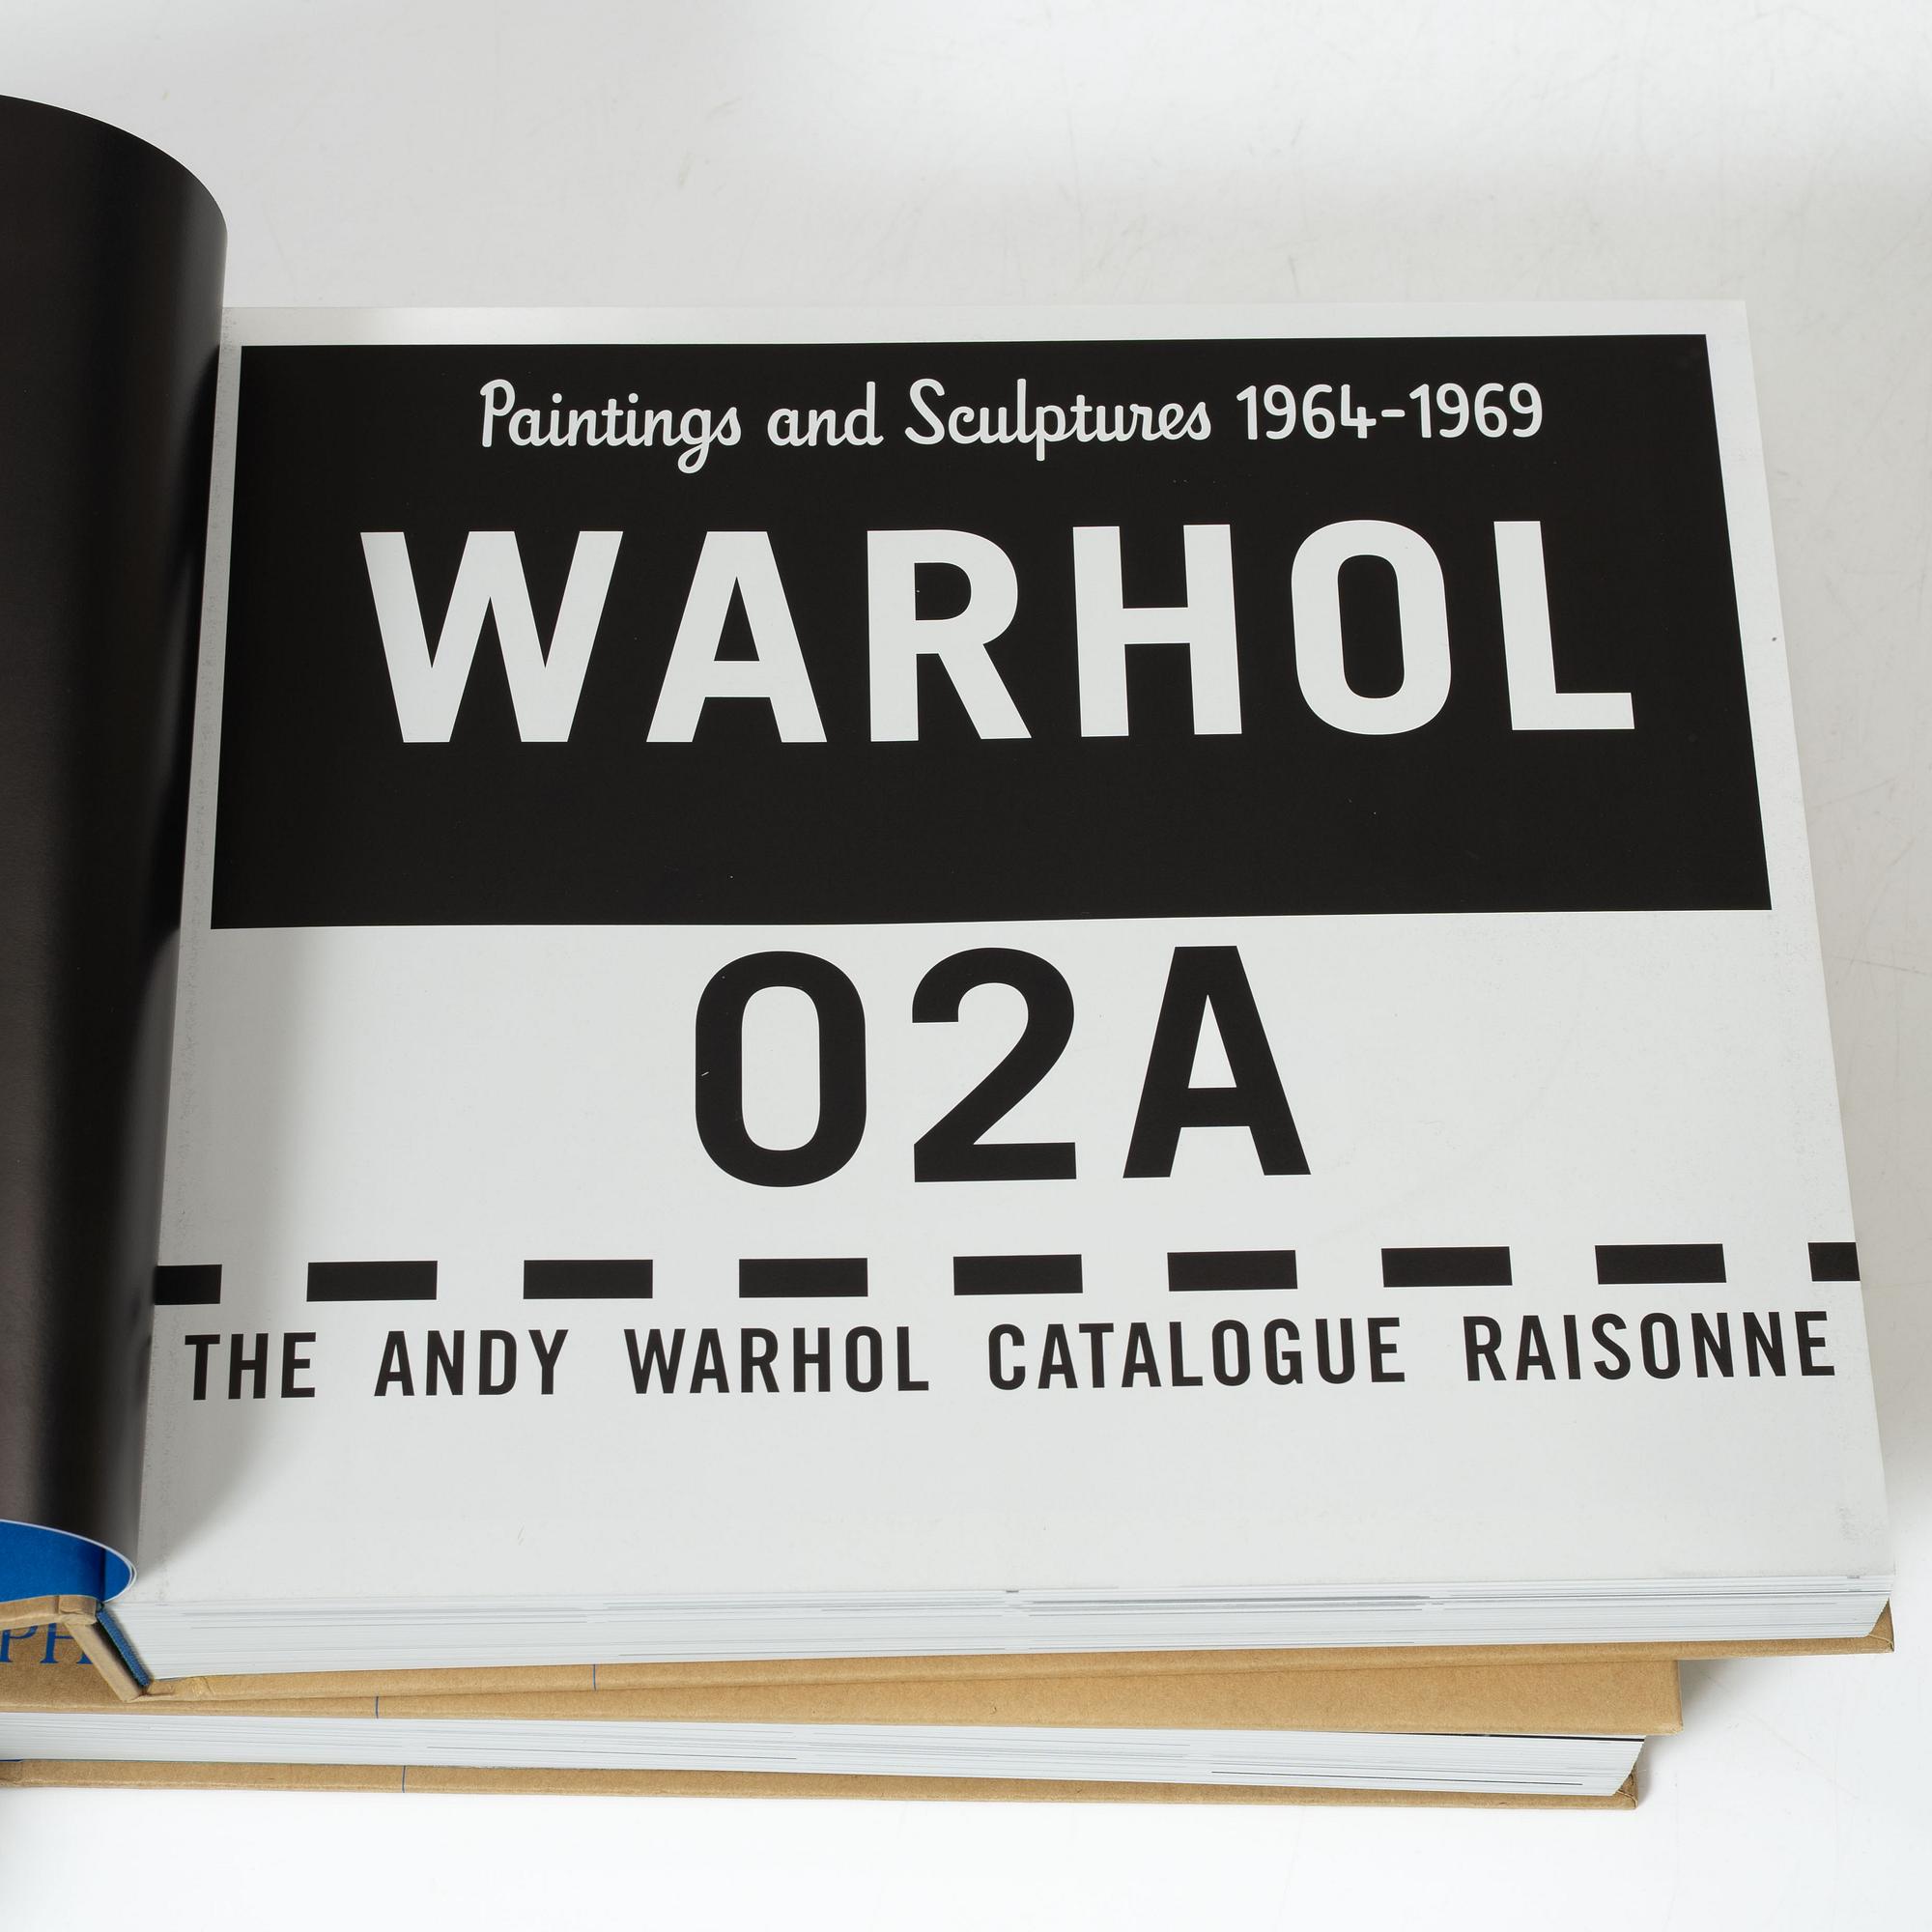 Paintings and Sculptures 1964-1969
WARHOL
02A
THE ANDY WARHOL CATALOGUE RAISONNE